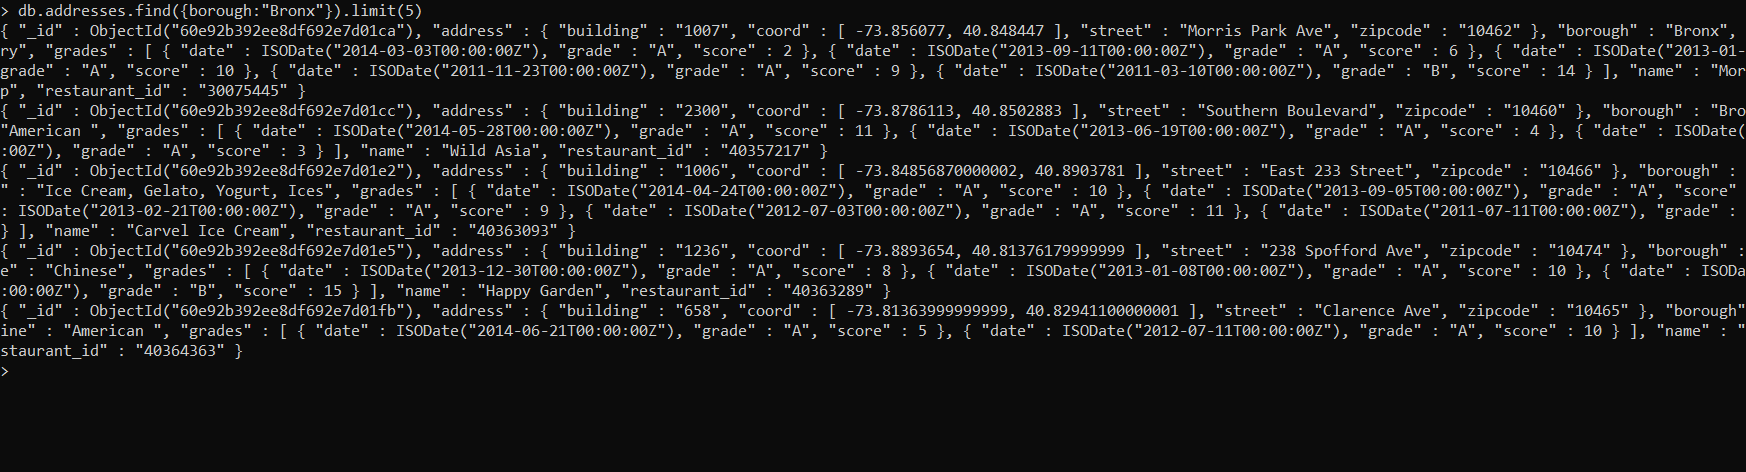 > db.addresses.find({borough:"Bronx"}).limit(5)
{ "_id" : ObjectId("60e92b392ee8df692e7d01ca"), "address" : { "building" : "1007", "coord" : [ -73.856077, 40.848447 ], "street" : "Morris Park Ave", "zipcode" : "10462" }, "borough" : "Bronx",
ry", "grades" : [ { "date" : ISODate("2014-03-03T00:00:00Z"), "grade" : "A", "score" : 2 }, { "date" : ISODate("2013-09-11T00:00:00Z"), "grade" : "A", "score" : 6 }, { "date" : ISODate("2013-01-
grade" : "A", "score" : 10 }, { "date" : ISODate("2011-11-23T00:00:00Z"), "grade" : "A", "score" : 9 }, { "date" : ISODate("2011-03-10T00:00:00Z"), "grade" : "B", "score" : 14 } ], "name" : "Mor
p", "restaurant_id" : "30075445" }
{ "_id" : ObjectId("60e92b392ee8df692e7d01cc"), "address" : { "building" : "2300", "coord" : [ -73.8786113, 40.8502883 ], "street" : "Southern Boulevard", "zipcode" : "10460" }, "borough" : "Bro
"American ", "grades" : [ { "date" : ISODate("2014-05-28T00:00:00Z"), "grade" : "A", "score" : 11 }, { "date" : ISODate("2013-06-19T00:00:00Z"), "grade" : "A", "score" : 4 }, { "date" : ISODate(
:00Z"), "grade" : "A", "score" : 3 } ], "name" : "Wild Asia", "restaurant_id" : "40357217" }
{ "_id" : ObjectId("60e92b392ee8df692e7d01e2"), "address" : { "building" : "1006", "coord" : [ -73.84856870000002, 40.8903781 ], "street" : "East 233 Street", "zipcode" : "10466" }, "borough" :
" : "Ice Cream, Gelato, Yogurt, Ices", "grades" : [ { "date" : ISODate("2014-04-24T00:00:00Z"), "grade" : "A", "score" : 10 }, { "date" : ISODate("2013-09-05T00:00:00Z"), "grade" : "A", "score"
: ISODate("2013-02-21T00:00:00Z"), "grade" : "A", "score" : 9 }, { "date" : ISODate("2012-07-03T00:00:00Z"), "grade" : "A", "score" : 11 }, { "date" : ISODate("2011-07-11T00:00:00Z"), "grade" :
} ], "name" : "Carvel Ice Cream", "restaurant_id" : "40363093" }
{ "_id" : ObjectId("60e92b392ee8df692e7d01e5"), "address" : { "building" : "1236", "coord" : [ -73.8893654, 40.81376179999999 ], "street" : "238 Spofford Ave", "zipcode" : "10474" }, "borough" :
e" : "Chinese", "grades" : [ { "date" : ISODate("2013-12-30T00:00:00Z"), "grade" : "A", "score" : 8 }, { "date" : ISODate("2013-01-08T00:00:00Z"), "grade" : "A", "score" : 10 }, { "date" : ISODa
:00:00Z"), "grade" : "B", "score" : 15 } ], "name" : "Happy Garden", "restaurant_id" : "40363289" }
{ "_id" : ObjectId("60e92b392ee8df692e7d01fb"), "address" : { "building" : "658", "coord" : [ -73.81363999999999, 40.82941100000001 ], "street" : "Clarence Ave", "zipcode" : "10465" }, "borough"
ine" : "American ", "grades" : [ { "date" : ISODate("2014-06-21T00:00:00Z"), "grade" : "A", "score" : 5 }, { "date" : ISODate("2012-07-11T00:00:00Z"), "grade" : "A", "score" : 10 } ], "name" : "
staurant_id" : "40364363" }
>